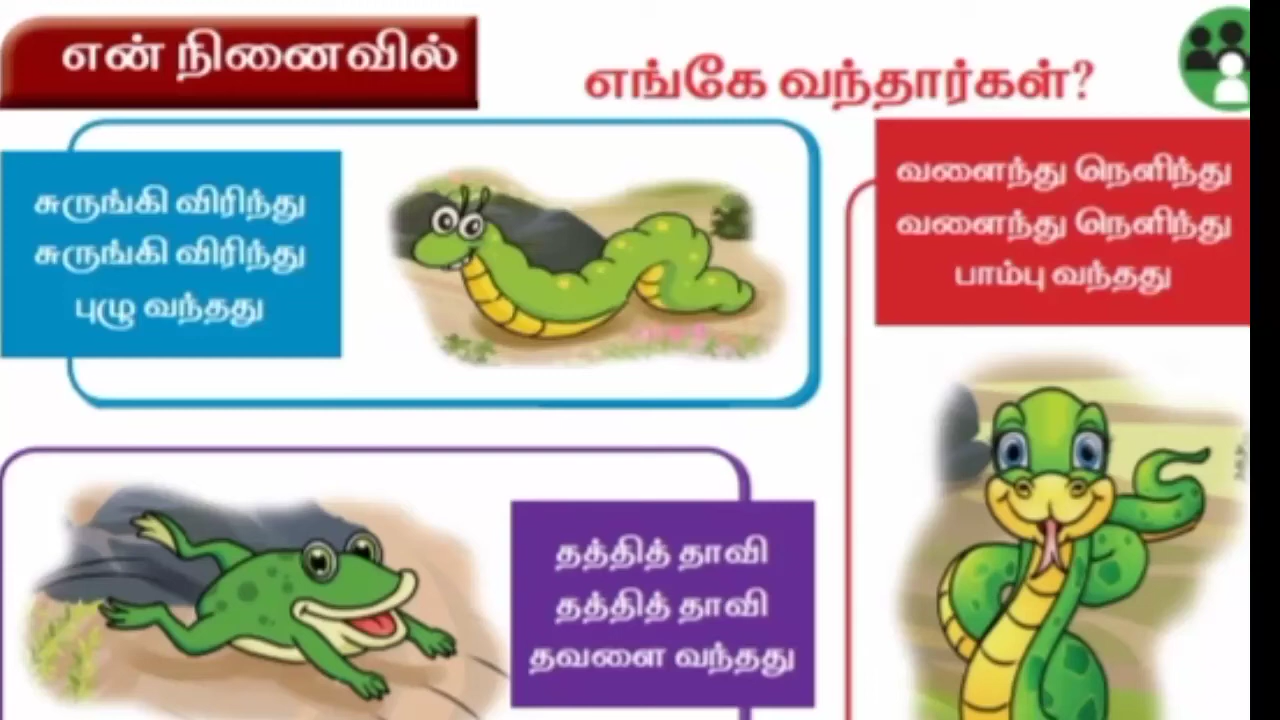 என் நினைவில்
எங்கே வந்தார்கள்?
சுருங்கி விரிந்து
சுருங்கி விரிந்து
புழு வந்தது
வளைந்து நெளிந்து
வளைந்து நெளிந்து
பாம்பு வந்தது
தத்தித் தாவி
தத்தித் தாவி
தவளை வந்தது